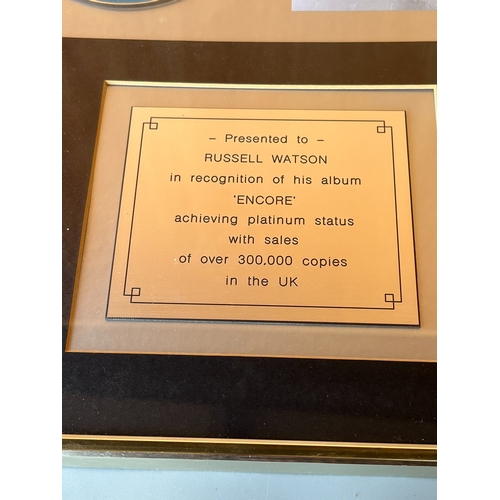 – Presented to –
RUSSELL WATSON
in recognition of his album
'ENCORE'
achieving platinum status
with sales
of over 300,000 copies
in the UK